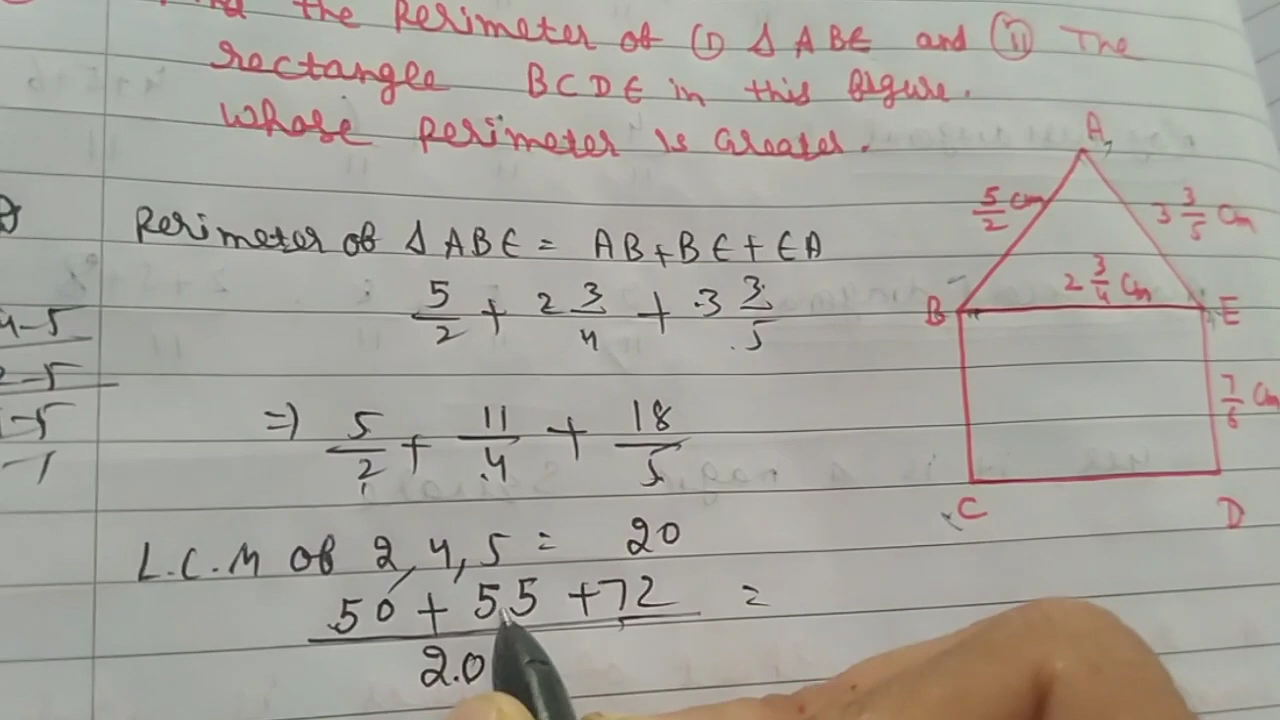 the Perimeter of (i) Δ ABE and (ii) The
rectangle BCDE in this figure.
Whose perimeter is Greater.
A
5/2 cm
3 3/5 cm
2 3/4 cm
B
E
7/6 cm
C
D
Perimeter of Δ ABE = AB + BE + EA
5/2 + 2 3/4 + 3 3/5
=) 5/2 + 11/4 + 18/5
L.C.M of 2, 4, 5 = 20
50 + 55 + 72 =
20